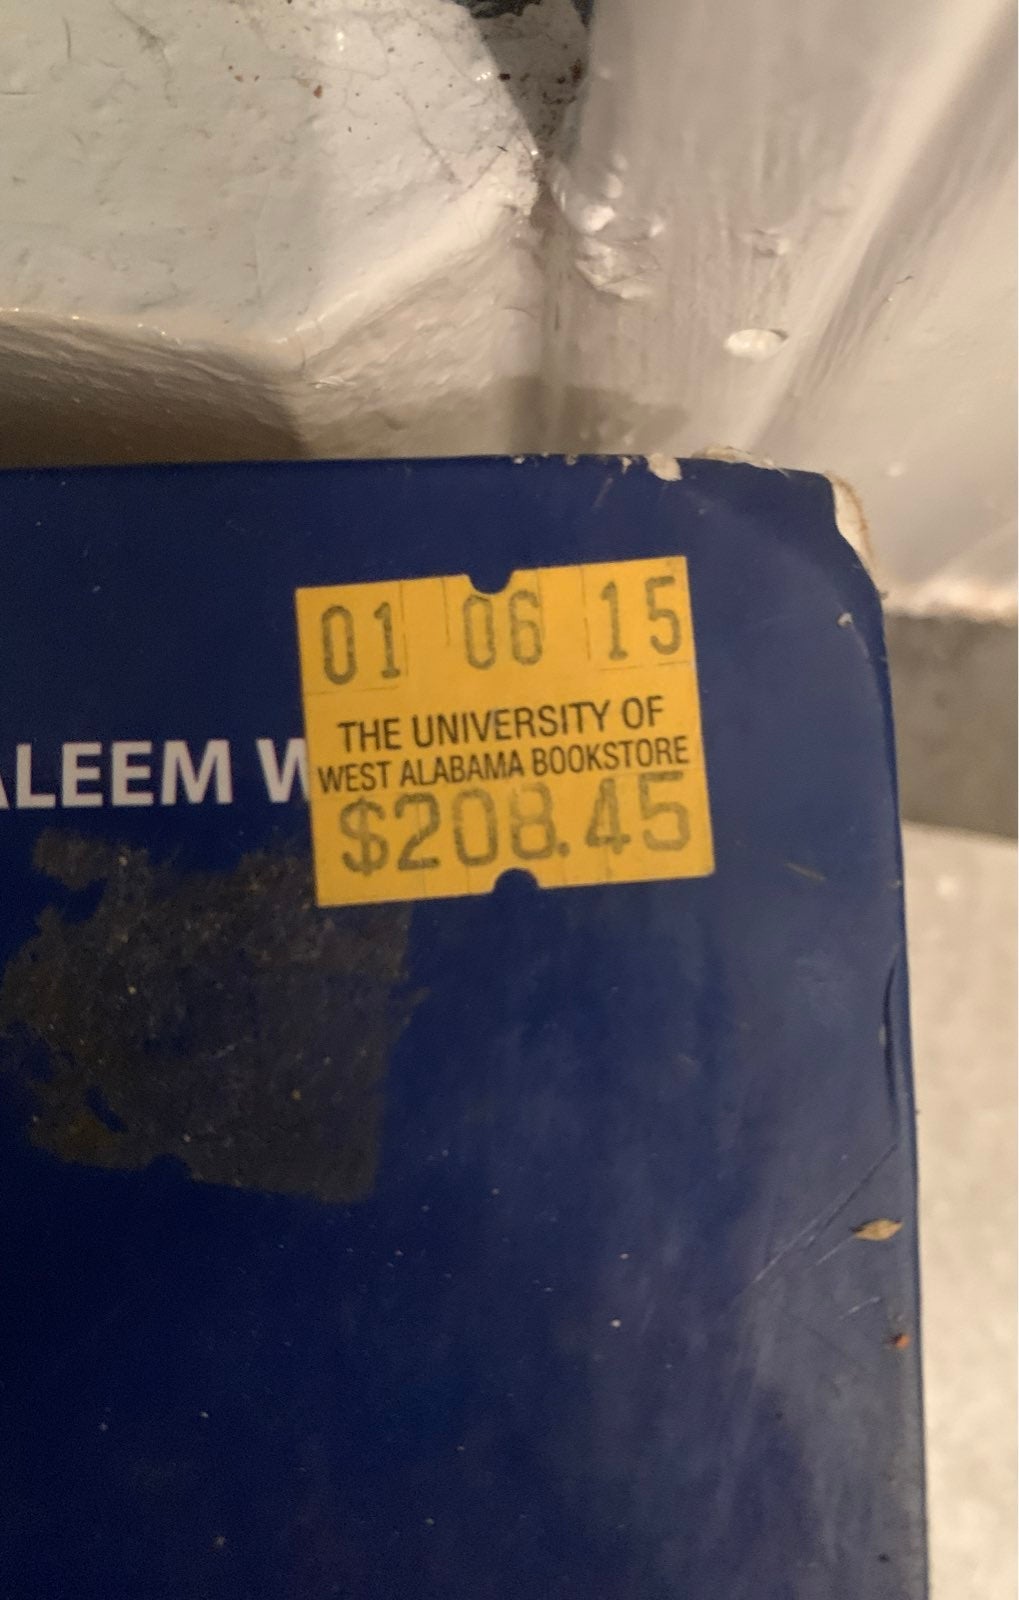 01 06 15
THE UNIVERSITY OF
WEST ALABAMA BOOKSTORE
$208.45
ALEEM W